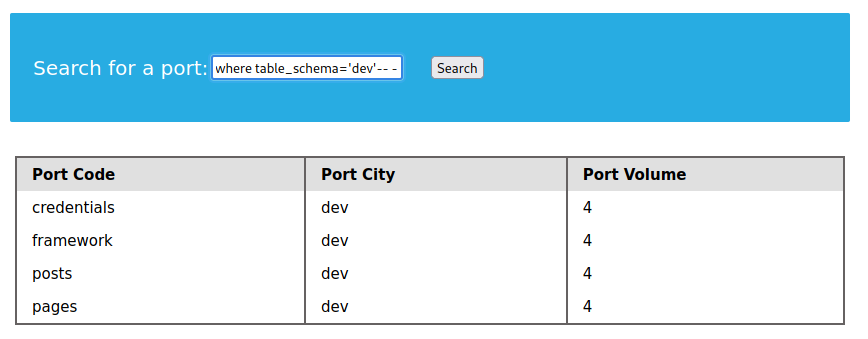 Search for a port: where table_schema='dev'-- - Search
Port Code Port City Port Volume
credentials dev 4
framework dev 4
posts dev 4
pages dev 4